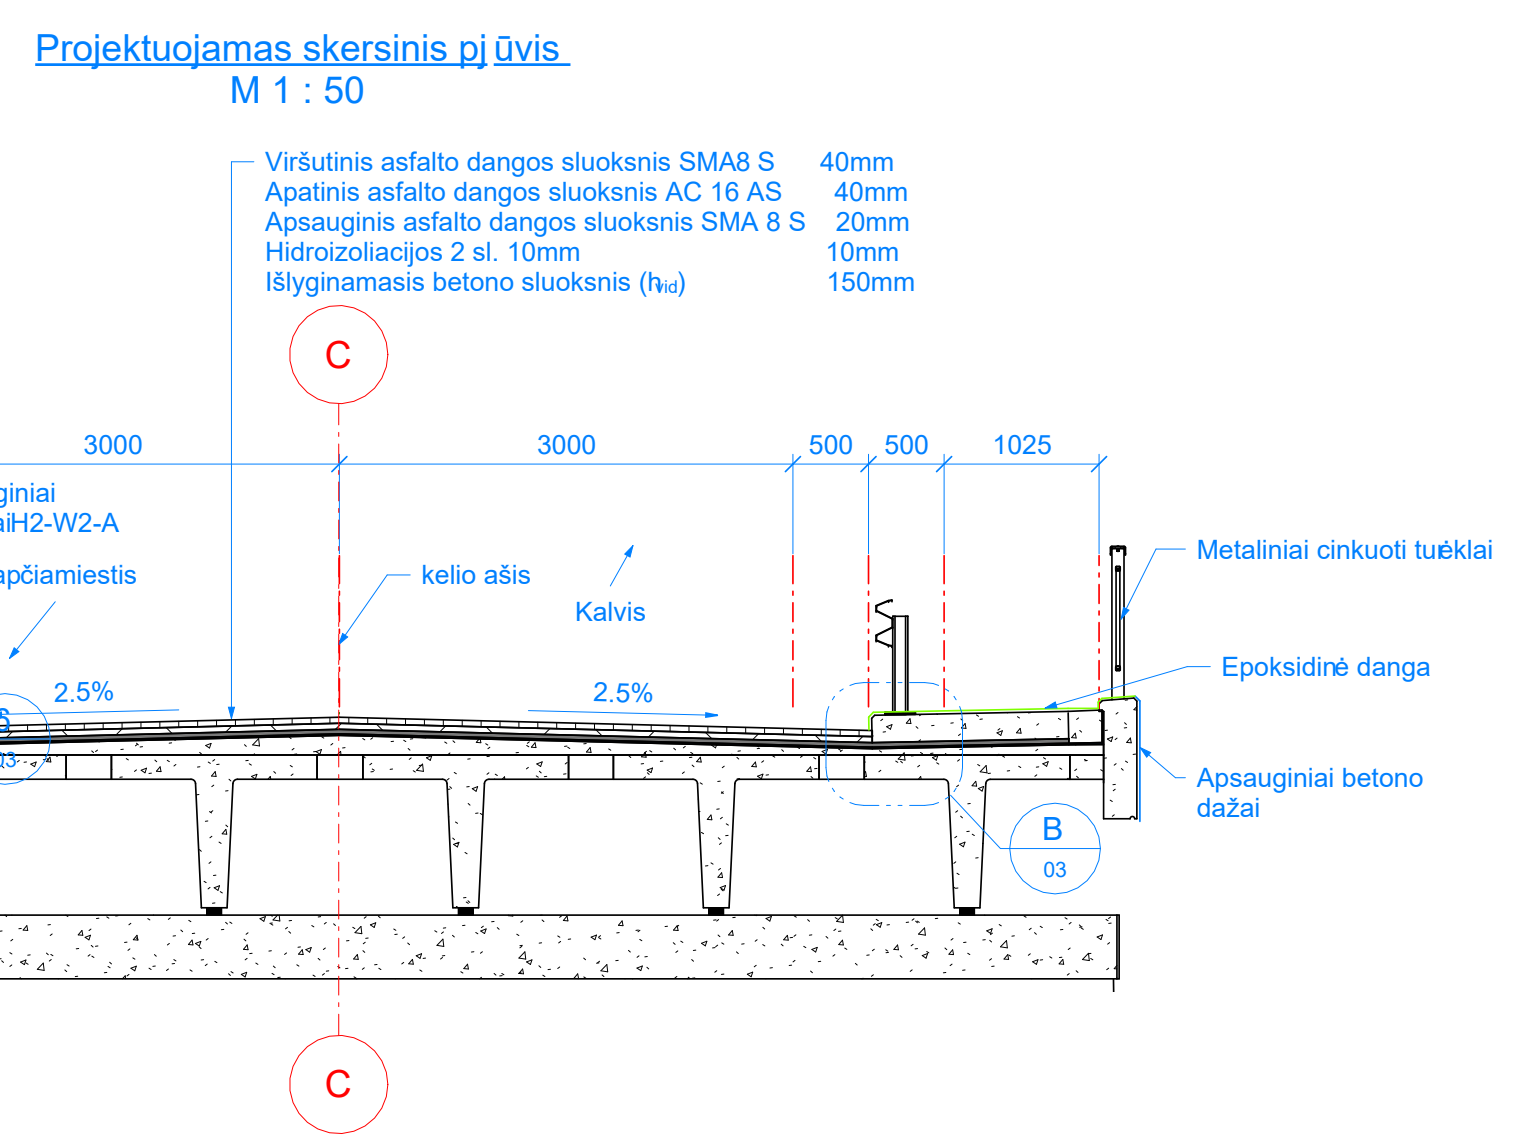 Projektuojamas skersinis pjūvis
M 1 : 50
Viršutinis asfalto dangos sluoksnis SMA8 S 40mm
Apatinis asfalto dangos sluoksnis AC 16 AS 40mm
Apsauginis asfalto dangos sluoksnis SMA 8 S 20mm
Hidroizoliacijos 2 sl. 10mm 10mm
Išlyginamasis betono sluoksnis (hvid) 150mm
C
3000 3000 500 500 1025
giniai
aiH2-W2-A
apčiamiestis
kelio ašis
Kalvis
Metaliniai cinkuoti turėklai
Epoksidinė danga
2.5% 2.5%
03
Apsauginiai betono
dažai
B
03
C